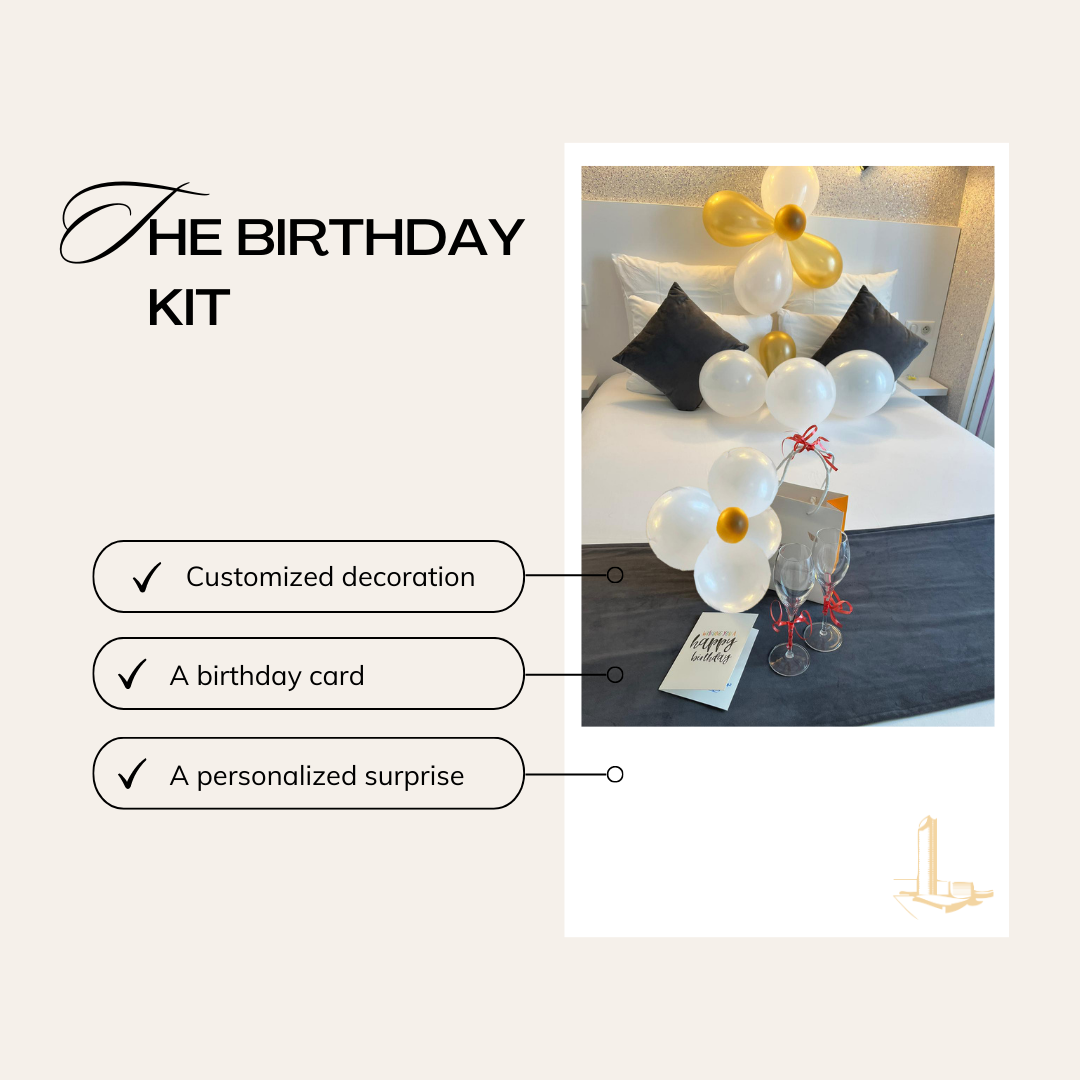 THE BIRTHDAY
KIT
Customized decoration
A birthday card
A personalized surprise
happy
birthday